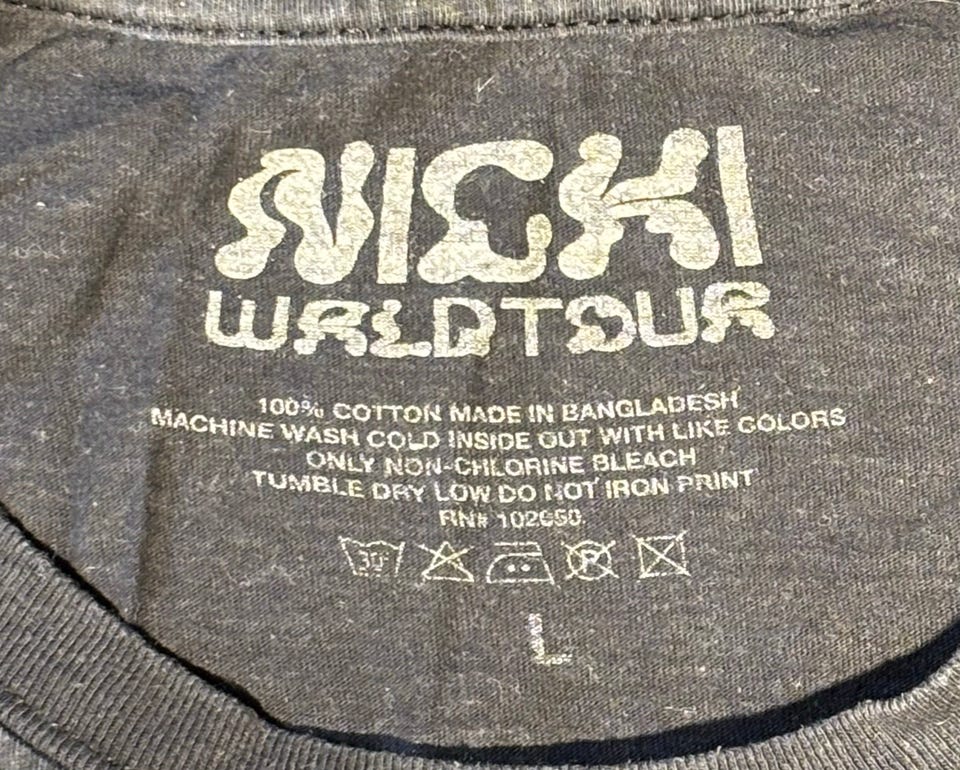 NICKI
WRLDTOUR
100% COTTON MADE IN BANGLADESH
MACHINE WASH COLD INSIDE OUT WITH LIKE COLORS
ONLY NON-CHLORINE BLEACH
TUMBLE DRY LOW DO NOT IRON PRINT
RN# 102650
30°
P
L